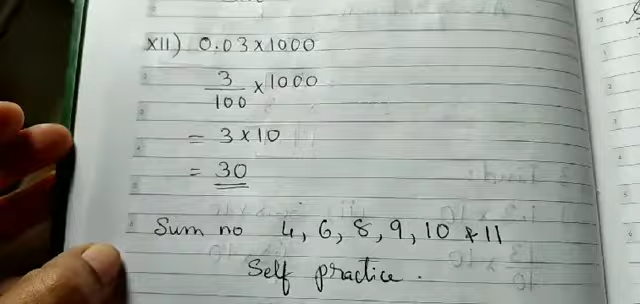 XII) 0.03 x 1000
3/100 x 1000
= 3 x 10
= 30
Sum no 4, 6, 8, 9, 10 & 11
Self practice.